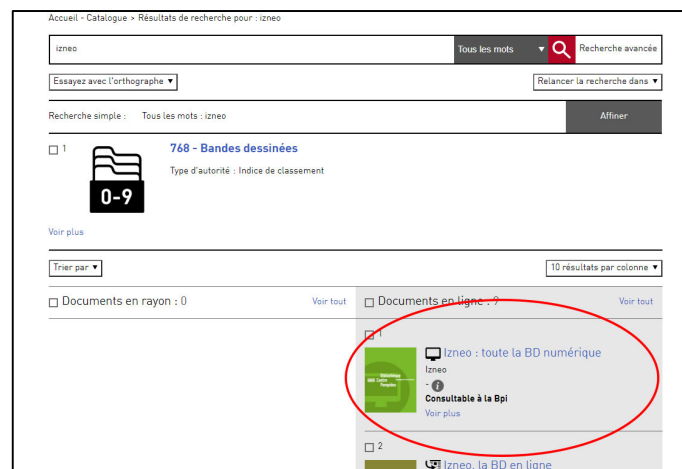 Accueil - Catalogue > Résultats de recherche pour : izneo
izneo
Tous les mots ▼
Recherche avancée
Essayez avec l'orthographe ▼
Relancer la recherche dans ▼
Recherche simple : Tous les mots : izneo
Affiner
1
768 - Bandes dessinées
Type d'autorité : Indice de classement
0-9
Voir plus
Trier par ▼
10 résultats par colonne ▼
Documents en rayon : 0
Voir tout
Documents en ligne : 9
Voir tout
1
Izneo : toute la BD numérique
Izneo
-
Consultable à la Bpi
Voir plus
2
Izneo, la BD en ligne